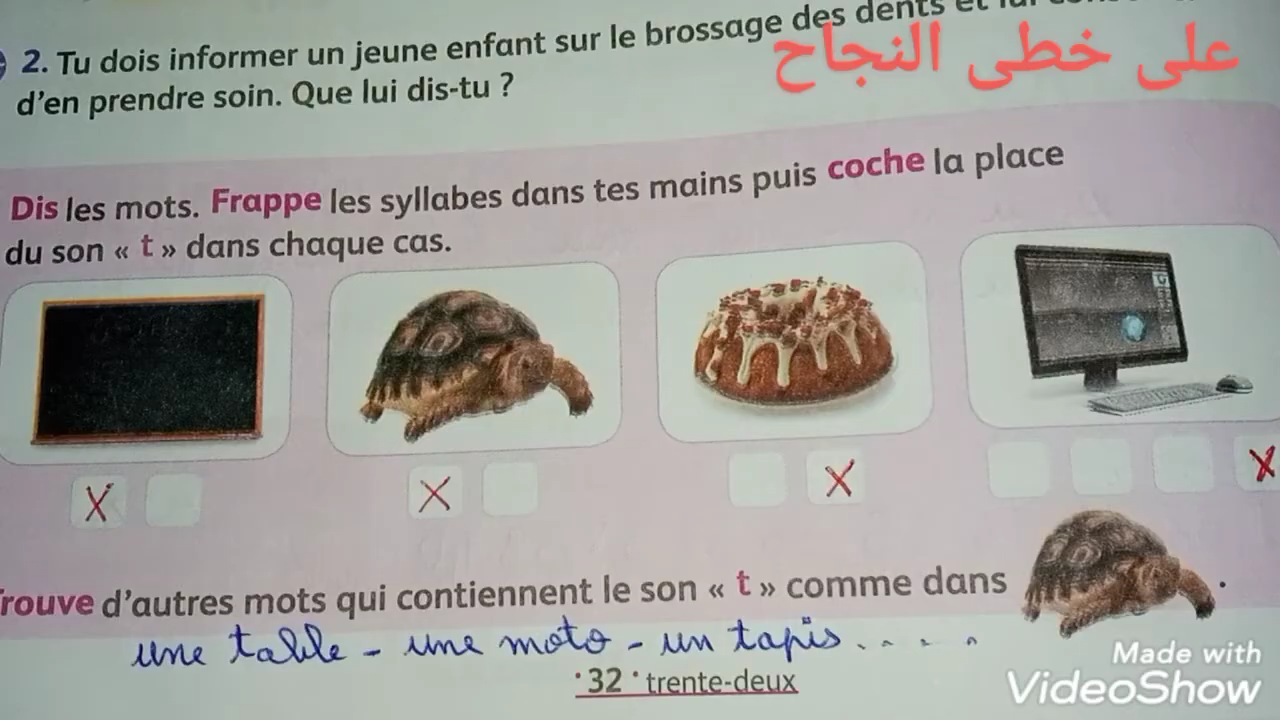 2. Tu dois informer un jeune enfant sur le brossage des dents et lui
على خطى النجاح
d'en prendre soin. Que lui dis-tu ?
Dis les mots. Frappe les syllabes dans tes mains puis coche la place
du son « t » dans chaque cas.
X
X
X
X
Trouve d'autres mots qui contiennent le son « t » comme dans .
une table - une moto - un tapis. . . .
• 32 • trente-deux
Made with
VideoShow